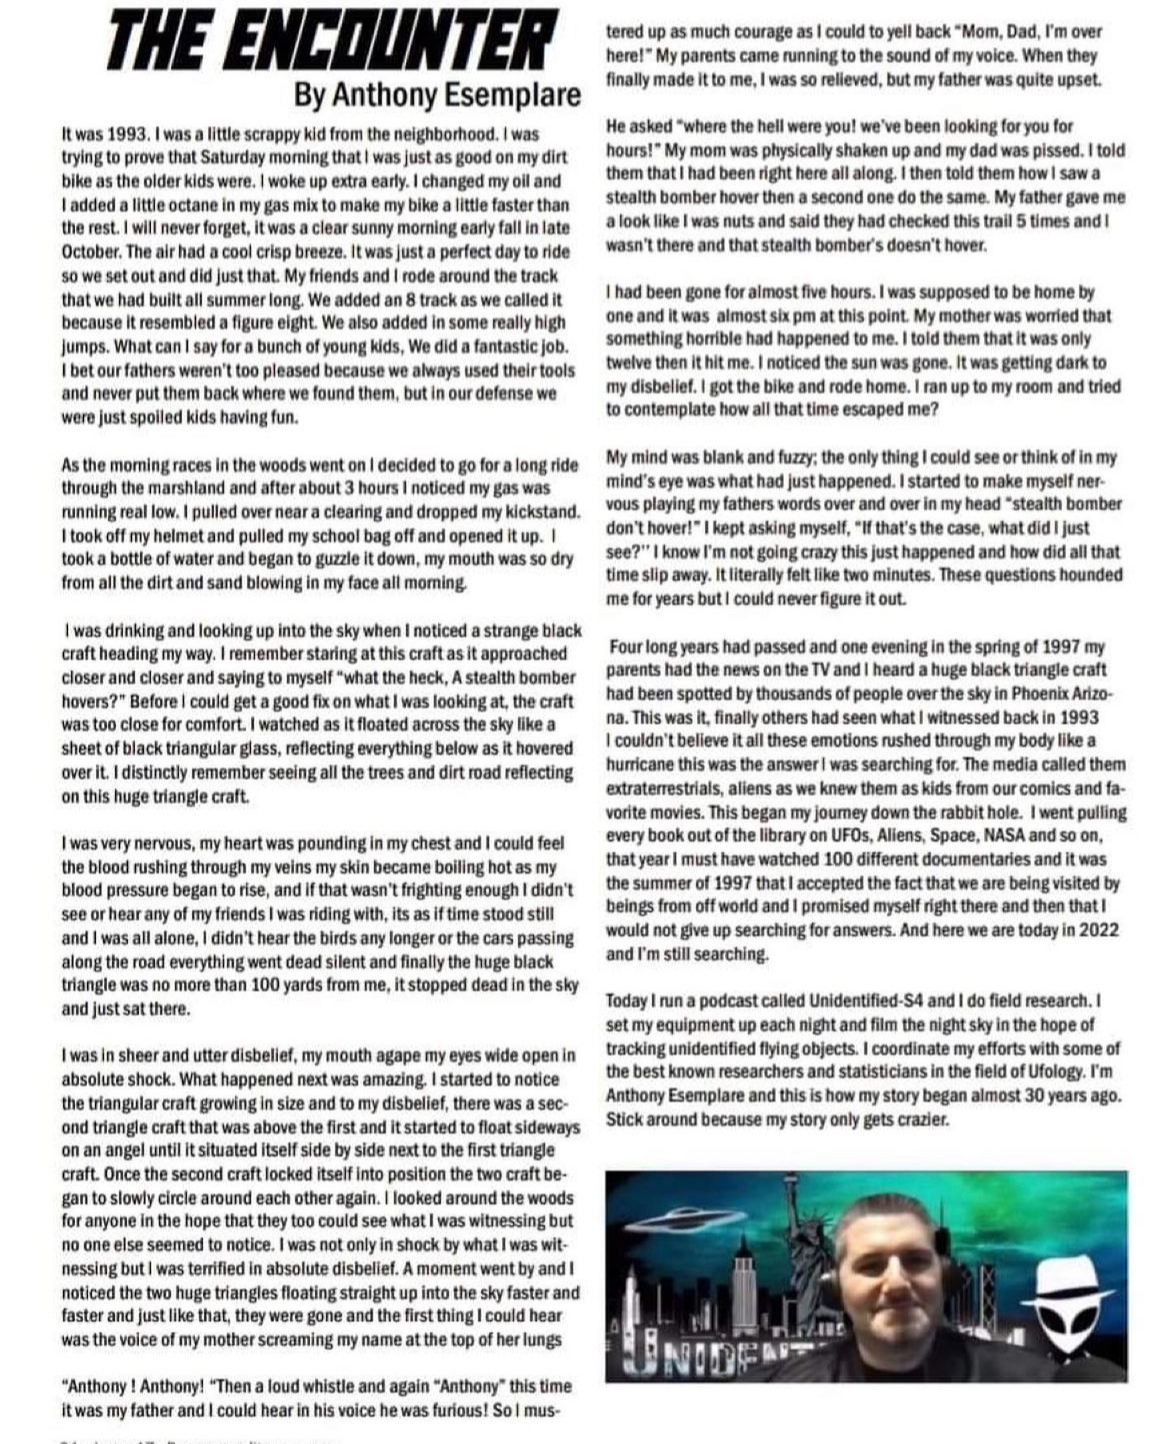 THE ENCOUNTER
By Anthony Esemplare
It was 1993. I was a little scrappy kid from the neighborhood. I was
trying to prove that Saturday morning that I was just as good on my dirt
bike as the older kids were. I woke up extra early. I changed my oil and
I added a little octane in my gas mix to make my bike a little faster than
the rest. I will never forget, it was a clear sunny morning early fall in late
October. The air had a cool crisp breeze. It was just a perfect day to ride
so we set out and did just that. My friends and I rode around the track
that we had built all summer long. We added an 8 track as we called it
because it resembled a figure eight. We also added in some really high
jumps. What can I say for a bunch of young kids, We did a fantastic job.
I bet our fathers weren't too pleased because we always used their tools
and never put them back where we found them, but in our defense we
were just spoiled kids having fun.
As the morning races in the woods went on I decided to go for a long ride
through the marshland and after about 3 hours I noticed my gas was
running real low. I pulled over near a clearing and dropped my kickstand.
I took off my helmet and pulled my school bag off and opened it up. I
took a bottle of water and began to guzzle it down, my mouth was so dry
from all the dirt and sand blowing in my face all morning.
I was drinking and looking up into the sky when I noticed a strange black
craft heading my way. I remember staring at this craft as it approached
closer and closer and saying to myself "what the heck, A stealth bomber
hovers?" Before I could get a good fix on what I was looking at, the craft
was too close for comfort. I watched as it floated across the sky like a
sheet of black triangular glass, reflecting everything below as it hovered
over it. I distinctly remember seeing all the trees and dirt road reflecting
on this huge triangle craft.
I was very nervous, my heart was pounding in my chest and I could feel
the blood rushing through my veins my skin became boiling hot as my
blood pressure began to rise, and if that wasn't frighting enough I didn't
see or hear any of my friends I was riding with, its as if time stood still
and I was all alone, I didn't hear the birds any longer or the cars passing
along the road everything went dead silent and finally the huge black
triangle was no more than 100 yards from me, it stopped dead in the sky
and just sat there.
I was in sheer and utter disbelief, my mouth agape my eyes wide open in
absolute shock. What happened next was amazing. I started to notice
the triangular craft growing in size and to my disbelief, there was a sec-
ond triangle craft that was above the first and it started to float sideways
on an angel until it situated itself side by side next to the first triangle
craft. Once the second craft locked itself into position the two craft be-
gan to slowly circle around each other again. I looked around the woods
for anyone in the hope that they too could see what I was witnessing but
no one else seemed to notice. I was not only in shock by what I was wit-
nessing but I was terrified in absolute disbelief. A moment went by and I
noticed the two huge triangles floating straight up into the sky faster and
faster and just like that, they were gone and the first thing I could hear
was the voice of my mother screaming my name at the top of her lungs
"Anthony ! Anthony! "Then a loud whistle and again "Anthony" this time
it was my father and I could hear in his voice he was furious! So I mus-
tered up as much courage as I could to yell back "Mom, Dad, I'm over
here!" My parents came running to the sound of my voice. When they
finally made it to me, I was so relieved, but my father was quite upset.
He asked "where the hell were you! we've been looking for you for
hours!" My mom was physically shaken up and my dad was pissed. I told
them that I had been right here all along. I then told them how I saw a
stealth bomber hover then a second one do the same. My father gave me
a look like I was nuts and said they had checked this trail 5 times and I
wasn't there and that stealth bomber's doesn't hover.
I had been gone for almost five hours. I was supposed to be home by
one and it was almost six pm at this point. My mother was worried that
something horrible had happened to me. I told them that it was only
twelve then it hit me. I noticed the sun was gone. It was getting dark to
my disbelief. I got the bike and rode home. I ran up to my room and tried
to contemplate how all that time escaped me?
My mind was blank and fuzzy; the only thing I could see or think of in my
mind's eye was what had just happened. I started to make myself ner-
vous playing my fathers words over and over in my head "stealth bomber
don't hover!" I kept asking myself, "If that's the case, what did I just
see?'' I know I'm not going crazy this just happened and how did all that
time slip away. It literally felt like two minutes. These questions hounded
me for years but I could never figure it out.
Four long years had passed and one evening in the spring of 1997 my
parents had the news on the TV and I heard a huge black triangle craft
had been spotted by thousands of people over the sky in Phoenix Arizo-
na. This was it, finally others had seen what I witnessed back in 1993
I couldn't believe it all these emotions rushed through my body like a
hurricane this was the answer I was searching for. The media called them
extraterrestrials, aliens as we knew them as kids from our comics and fa-
vorite movies. This began my journey down the rabbit hole. I went pulling
every book out of the library on UFOs, Aliens, Space, NASA and so on,
that year I must have watched 100 different documentaries and it was
the summer of 1997 that I accepted the fact that we are being visited by
beings from off world and I promised myself right there and then that I
would not give up searching for answers. And here we are today in 2022
and I'm still searching.
Today I run a podcast called Unidentified-S4 and I do field research. I
set my equipment up each night and film the night sky in the hope of
tracking unidentified flying objects. I coordinate my efforts with some of
the best known researchers and statisticians in the field of Ufology. I'm
Anthony Esemplare and this is how my story began almost 30 years ago.
Stick around because my story only gets crazier.
UNIDENT